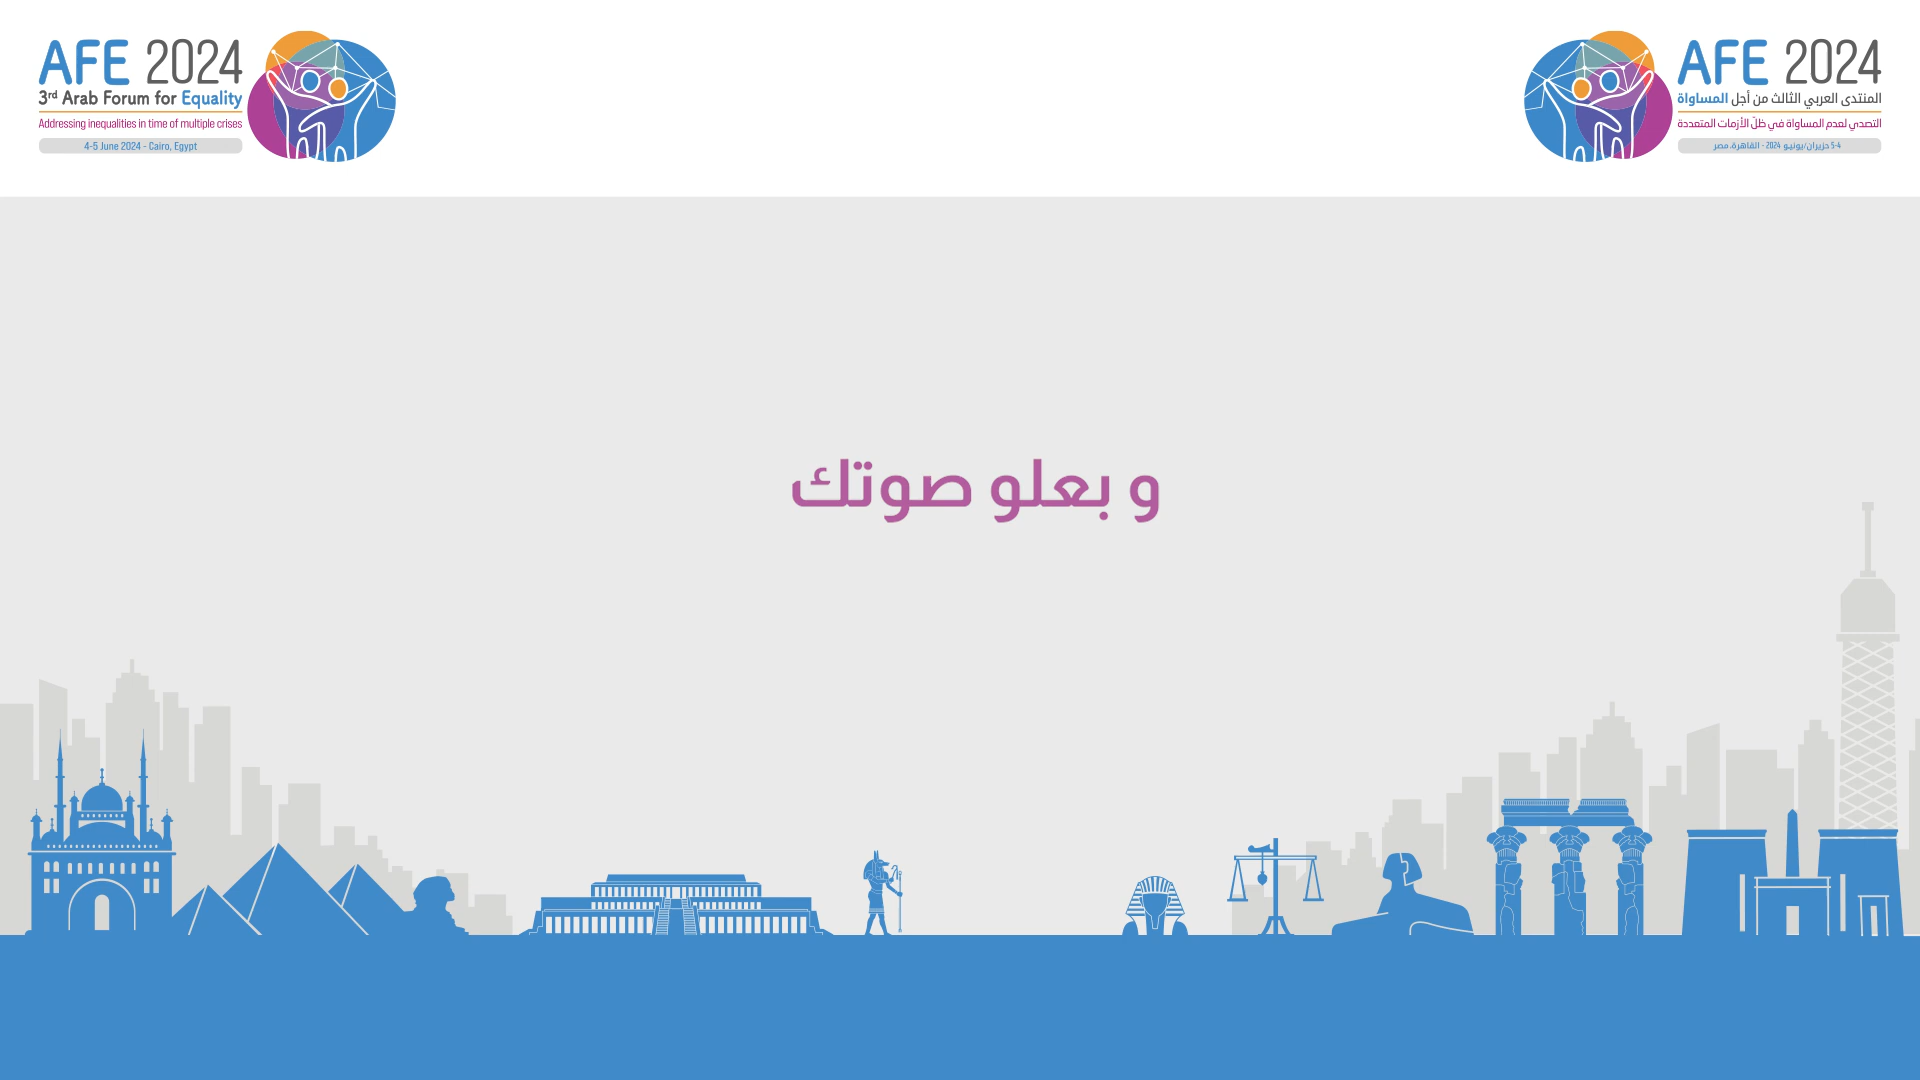 AFE 2024
3rd Arab Forum for Equality
Addressing inequalities in time of multiple crises
4-5 June 2024 - Cairo, Egypt
AFE 2024
المنتدى العربي الثالث من أجل المساواة
التصدي لعدم المساواة في ظلّ الأزمات المتعددة
5-4 حزيران/يونيو 2024 - القاهرة، مصر
و بعلو صوتك